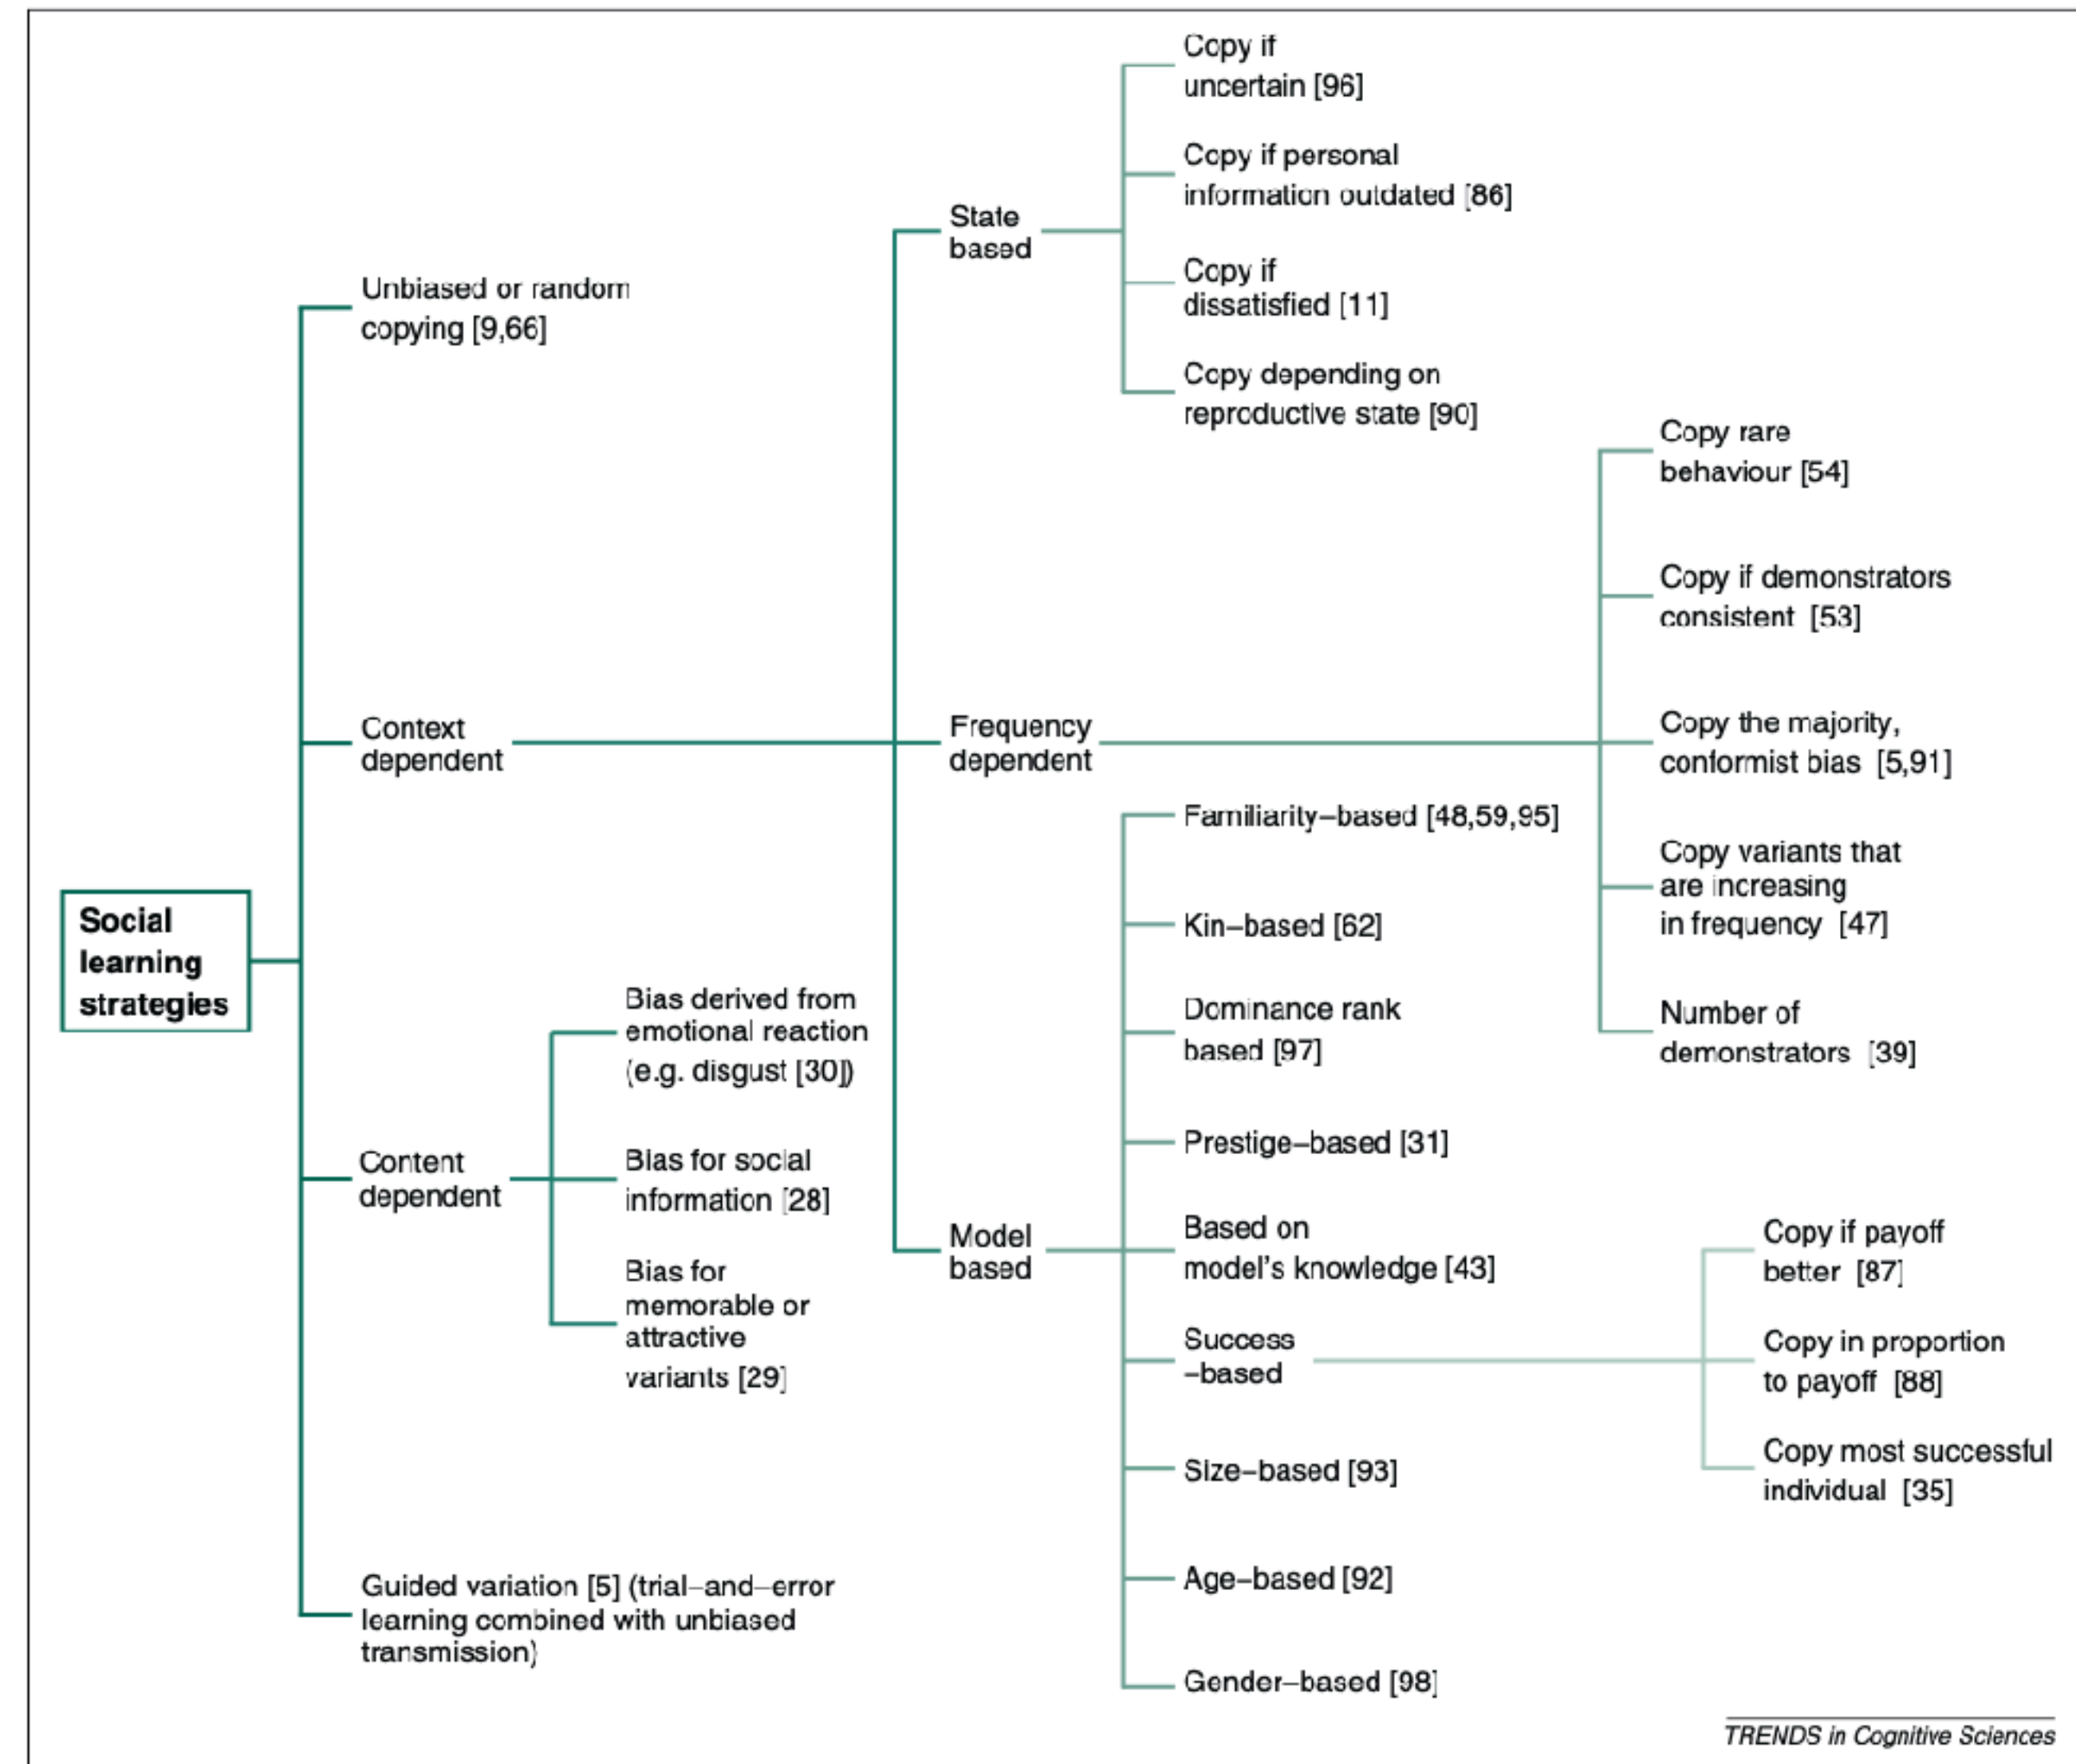 Social
learning
strategies
Unbiased or random
copying [9,66]
Context
dependent
Content
dependent
Guided variation [5] (trial–and–error
learning combined with unbiased
transmission)
Bias derived from
emotional reaction
(e.g. disgust [30])
Bias for social
information [28]
Bias for
memorable or
attractive
variants [29]
State
based
Frequency
dependent
Model
based
Copy if
uncertain [96]
Copy if personal
information outdated [86]
Copy if
dissatisfied [11]
Copy depending on
reproductive state [90]
Copy rare
behaviour [54]
Copy if demonstrators
consistent [53]
Copy the majority,
conformist bias [5,91]
Copy variants that
are increasing
in frequency [47]
Number of
demonstrators [39]
Familiarity–based [48,59,95]
Kin–based [62]
Dominance rank
based [97]
Prestige–based [31]
Based on
model's knowledge [43]
Success
–based
Size–based [93]
Age–based [92]
Gender–based [98]
Copy if payoff
better [87]
Copy in proportion
to payoff [88]
Copy most successful
individual [35]
TRENDS in Cognitive Sciences